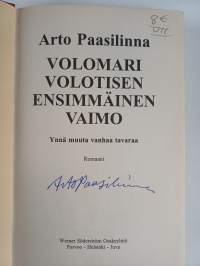 8 €
Arto Paasilinna
VOLOMARI
VOLOTISEN
ENSIMMÄINEN
VAIMO
Ynnä muuta vanhaa tavaraa
Romaani
Arto Paasilinna
Werner Söderström Osakeyhtiö
Porvoo - Helsinki - Juva